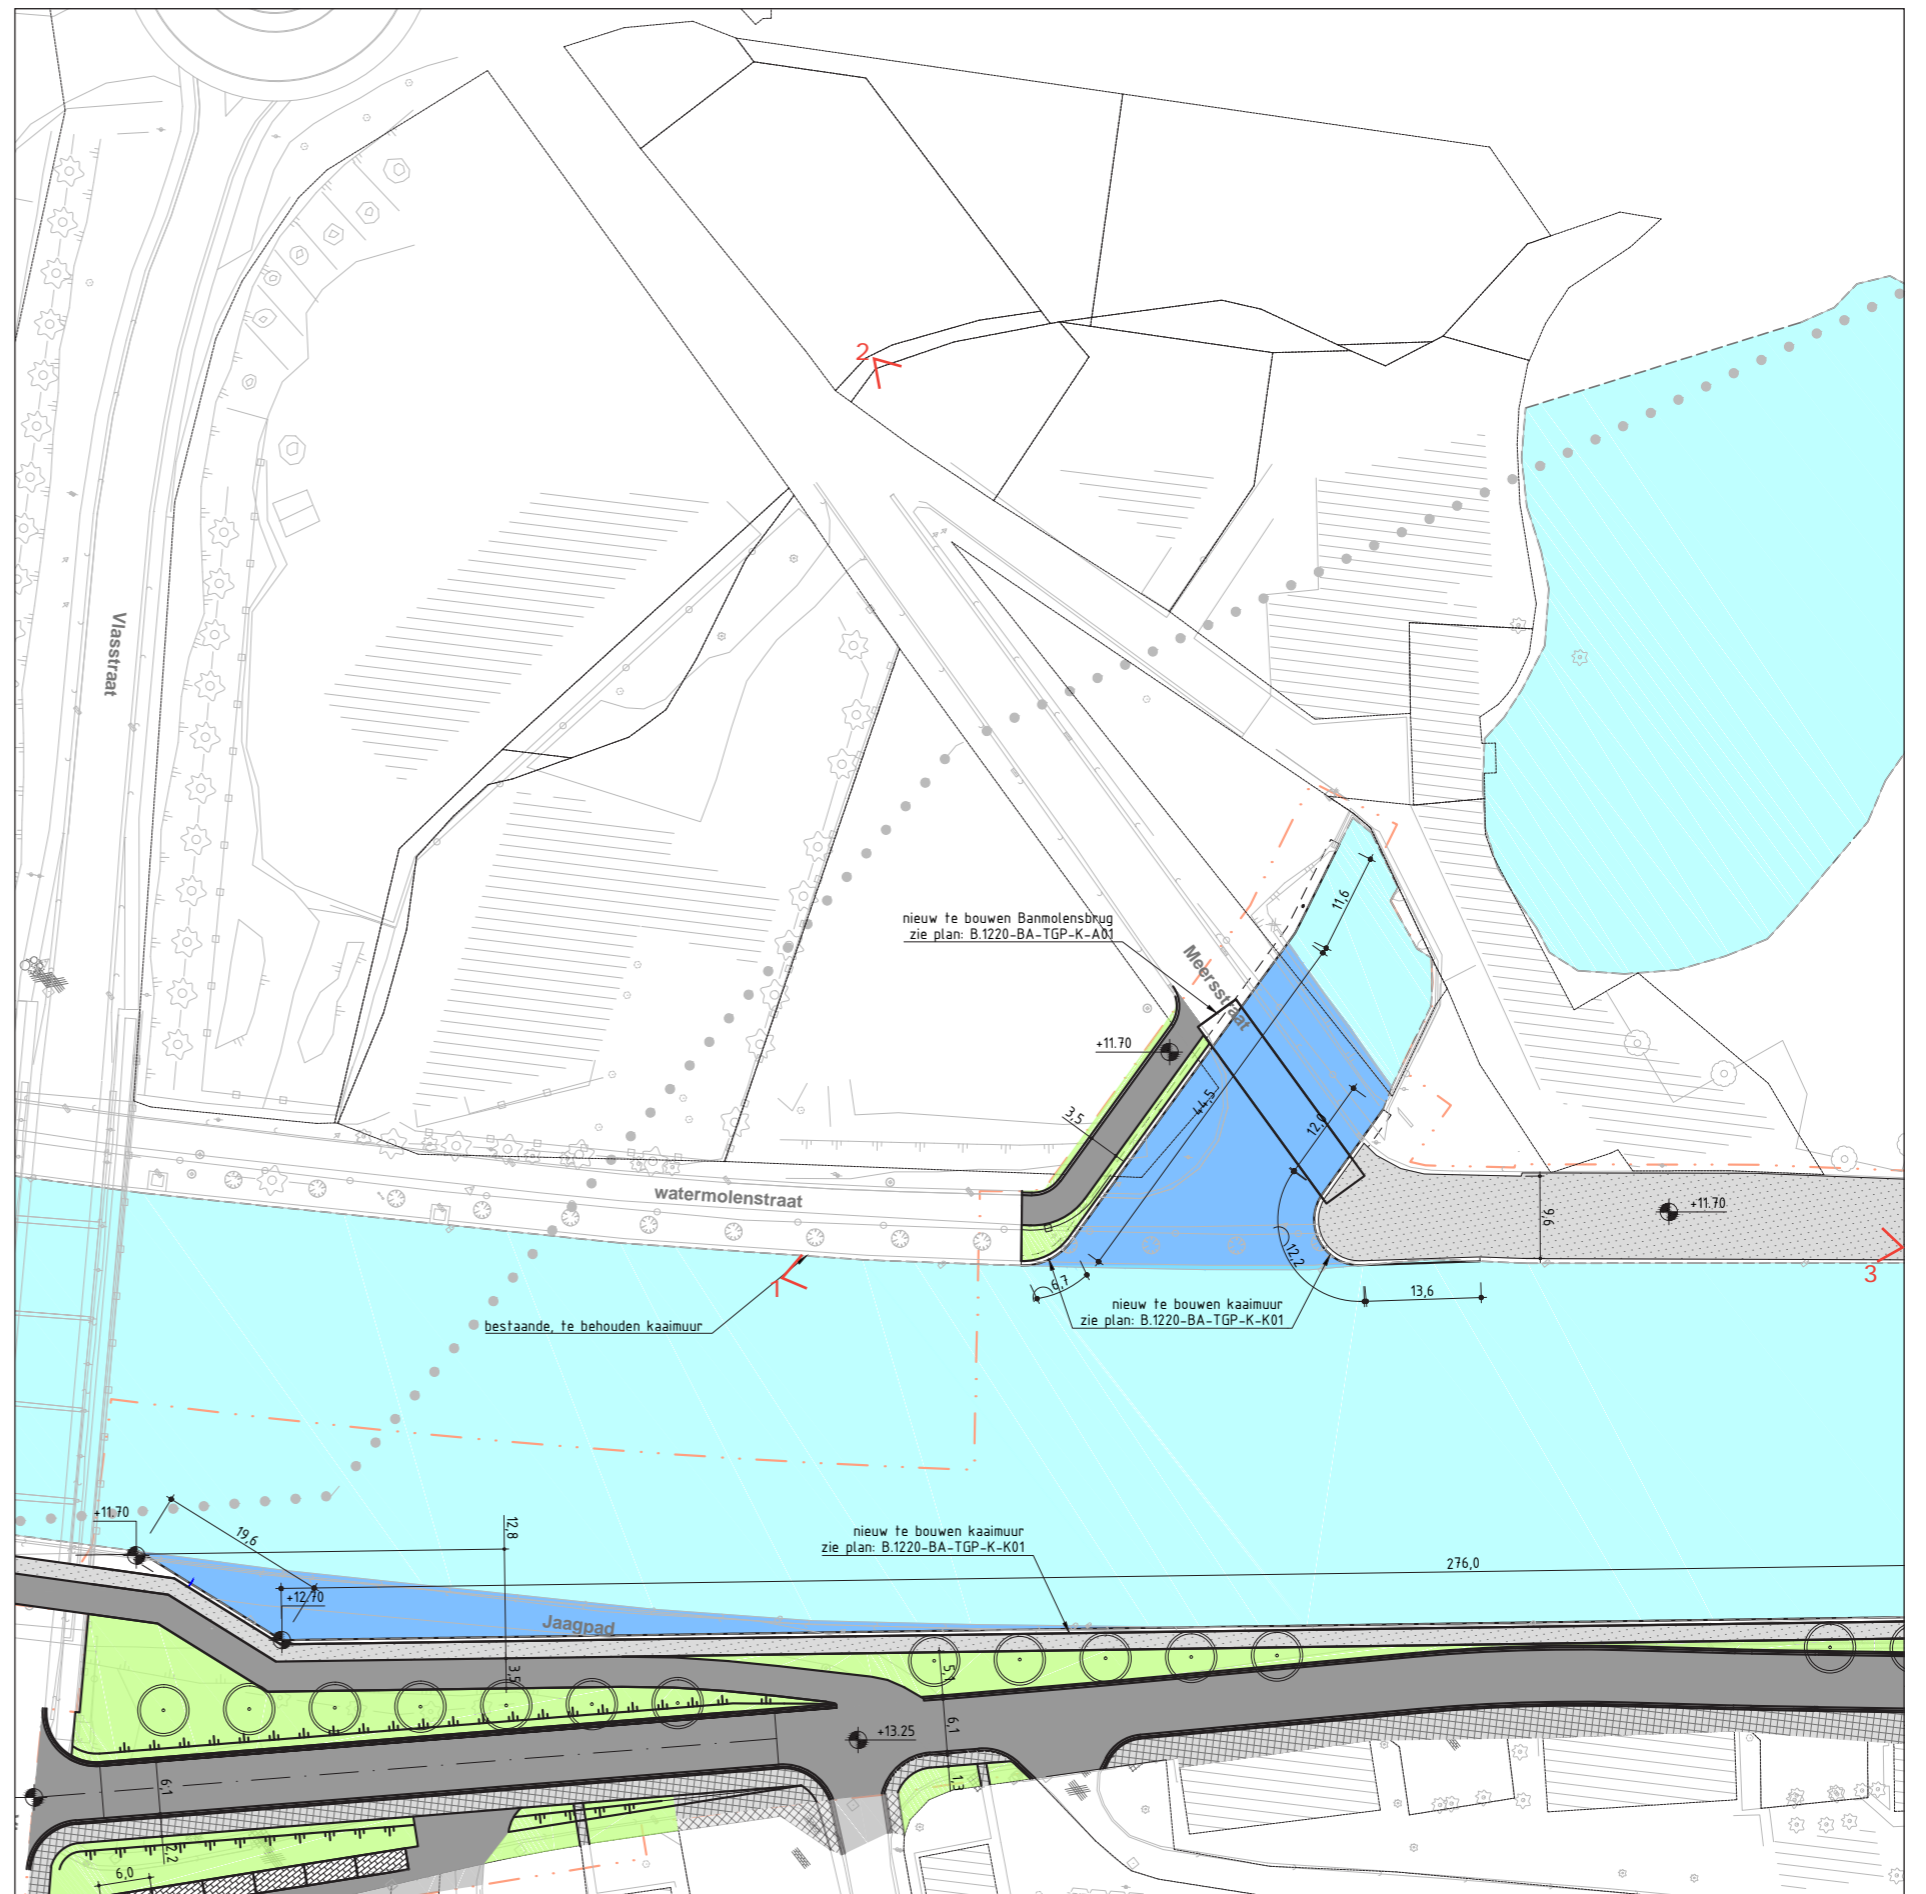 2
Vlasstraat
nieuw te bouwen Banmolensbrug
zie plan: B.1220-BA-TGP-K-A01
11,6
Meersstraat
+11.70
44,5
3,5
12,0
watermolenstraat
+11.70
9,6
12,2
3
1
6,7
13,6
nieuw te bouwen kaaimuur
zie plan: B.1220-BA-TGP-K-K01
bestaande, te behouden kaaimuur
+11.70
19,6
12,8
nieuw te bouwen kaaimuur
zie plan: B.1220-BA-TGP-K-K01
276,0
+12.70
Jaagpad
3,5
6,1
+13.25
6,1
1,3
2,2
6,0